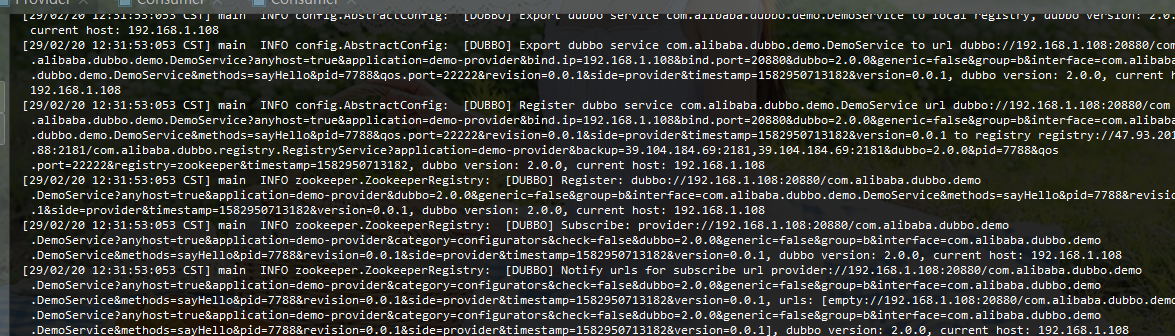 Provider Consumer Consumer
[29/02/20 12:31:53:053 CST] main INFO config.AbstractConfig: [DUBBO] Export dubbo service com.alibaba.dubbo.demo.DemoService to local registry, dubbo version: 2.0.
current host: 192.168.1.108
[29/02/20 12:31:53:053 CST] main INFO config.AbstractConfig: [DUBBO] Export dubbo service com.alibaba.dubbo.demo.DemoService to url dubbo://192.168.1.108:20880/com
.alibaba.dubbo.demo.DemoService?anyhost=true&application=demo-provider&bind.ip=192.168.1.108&bind.port=20880&dubbo=2.0.0&generic=false&group=b&interface=com.alibaba
.dubbo.demo.DemoService&methods=sayHello&pid=7788&qos.port=22222&revision=0.0.1&side=provider&timestamp=1582950713182&version=0.0.1, dubbo version: 2.0.0, current h
192.168.1.108
[29/02/20 12:31:53:053 CST] main INFO config.AbstractConfig: [DUBBO] Register dubbo service com.alibaba.dubbo.demo.DemoService url dubbo://192.168.1.108:20880/com
.alibaba.dubbo.demo.DemoService?anyhost=true&application=demo-provider&bind.ip=192.168.1.108&bind.port=20880&dubbo=2.0.0&generic=false&group=b&interface=com.alibaba
.dubbo.demo.DemoService&methods=sayHello&pid=7788&qos.port=22222&revision=0.0.1&side=provider&timestamp=1582950713182&version=0.0.1 to registry registry://47.93.20
.88:2181/com.alibaba.dubbo.registry.RegistryService?application=demo-provider&backup=39.104.184.69:2181,39.104.184.69:2181&dubbo=2.0.0&pid=7788&qos
.port=22222&registry=zookeeper&timestamp=1582950713182, dubbo version: 2.0.0, current host: 192.168.1.108
[29/02/20 12:31:53:053 CST] main INFO zookeeper.ZookeeperRegistry: [DUBBO] Register: dubbo://192.168.1.108:20880/com.alibaba.dubbo.demo
.DemoService?anyhost=true&application=demo-provider&dubbo=2.0.0&generic=false&group=b&interface=com.alibaba.dubbo.demo.DemoService&methods=sayHello&pid=7788&revisio
.1&side=provider&timestamp=1582950713182&version=0.0.1, dubbo version: 2.0.0, current host: 192.168.1.108
[29/02/20 12:31:53:053 CST] main INFO zookeeper.ZookeeperRegistry: [DUBBO] Subscribe: provider://192.168.1.108:20880/com.alibaba.dubbo.demo
.DemoService?anyhost=true&application=demo-provider&category=configurators&check=false&dubbo=2.0.0&generic=false&group=b&interface=com.alibaba.dubbo.demo
.DemoService&methods=sayHello&pid=7788&revision=0.0.1&side=provider&timestamp=1582950713182&version=0.0.1, dubbo version: 2.0.0, current host: 192.168.1.108
[29/02/20 12:31:53:053 CST] main INFO zookeeper.ZookeeperRegistry: [DUBBO] Notify urls for subscribe url provider://192.168.1.108:20880/com.alibaba.dubbo.demo
.DemoService?anyhost=true&application=demo-provider&category=configurators&check=false&dubbo=2.0.0&generic=false&group=b&interface=com.alibaba.dubbo.demo
.DemoService&methods=sayHello&pid=7788&revision=0.0.1&side=provider&timestamp=1582950713182&version=0.0.1, urls: [empty://192.168.1.108:20880/com.alibaba.dubbo.demo
.DemoService?anyhost=true&application=demo-provider&category=configurators&check=false&dubbo=2.0.0&generic=false&group=b&interface=com.alibaba.dubbo.demo
.DemoService&methods=sayHello&pid=7788&revision=0.0.1&side=provider&timestamp=1582950713182&version=0.0.1], dubbo version: 2.0.0, current host: 192.168.1.108